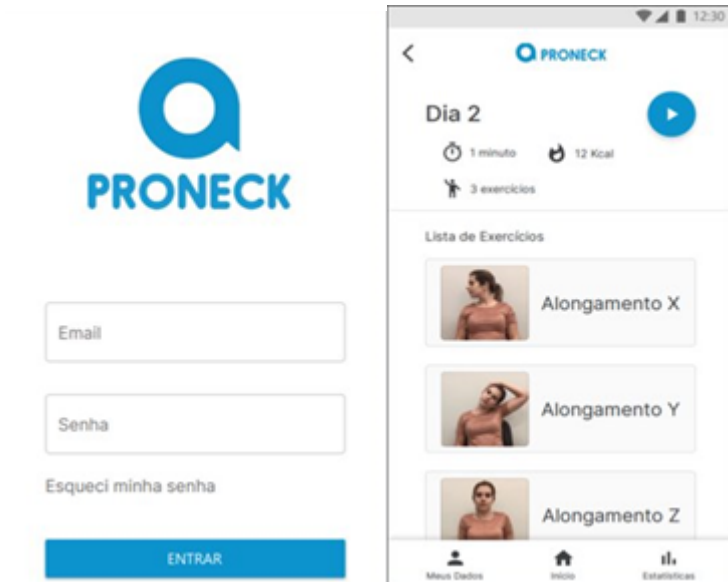 PRONECK
Email
Senha
Esqueci minha senha
ENTRAR
12:30
PRONECK
Dia 2
1 minuto
12 Kcal
3 exercícios
Lista de Exercícios
Alongamento X
Alongamento Y
Alongamento Z
Meus Dados
Início
Estatísticas